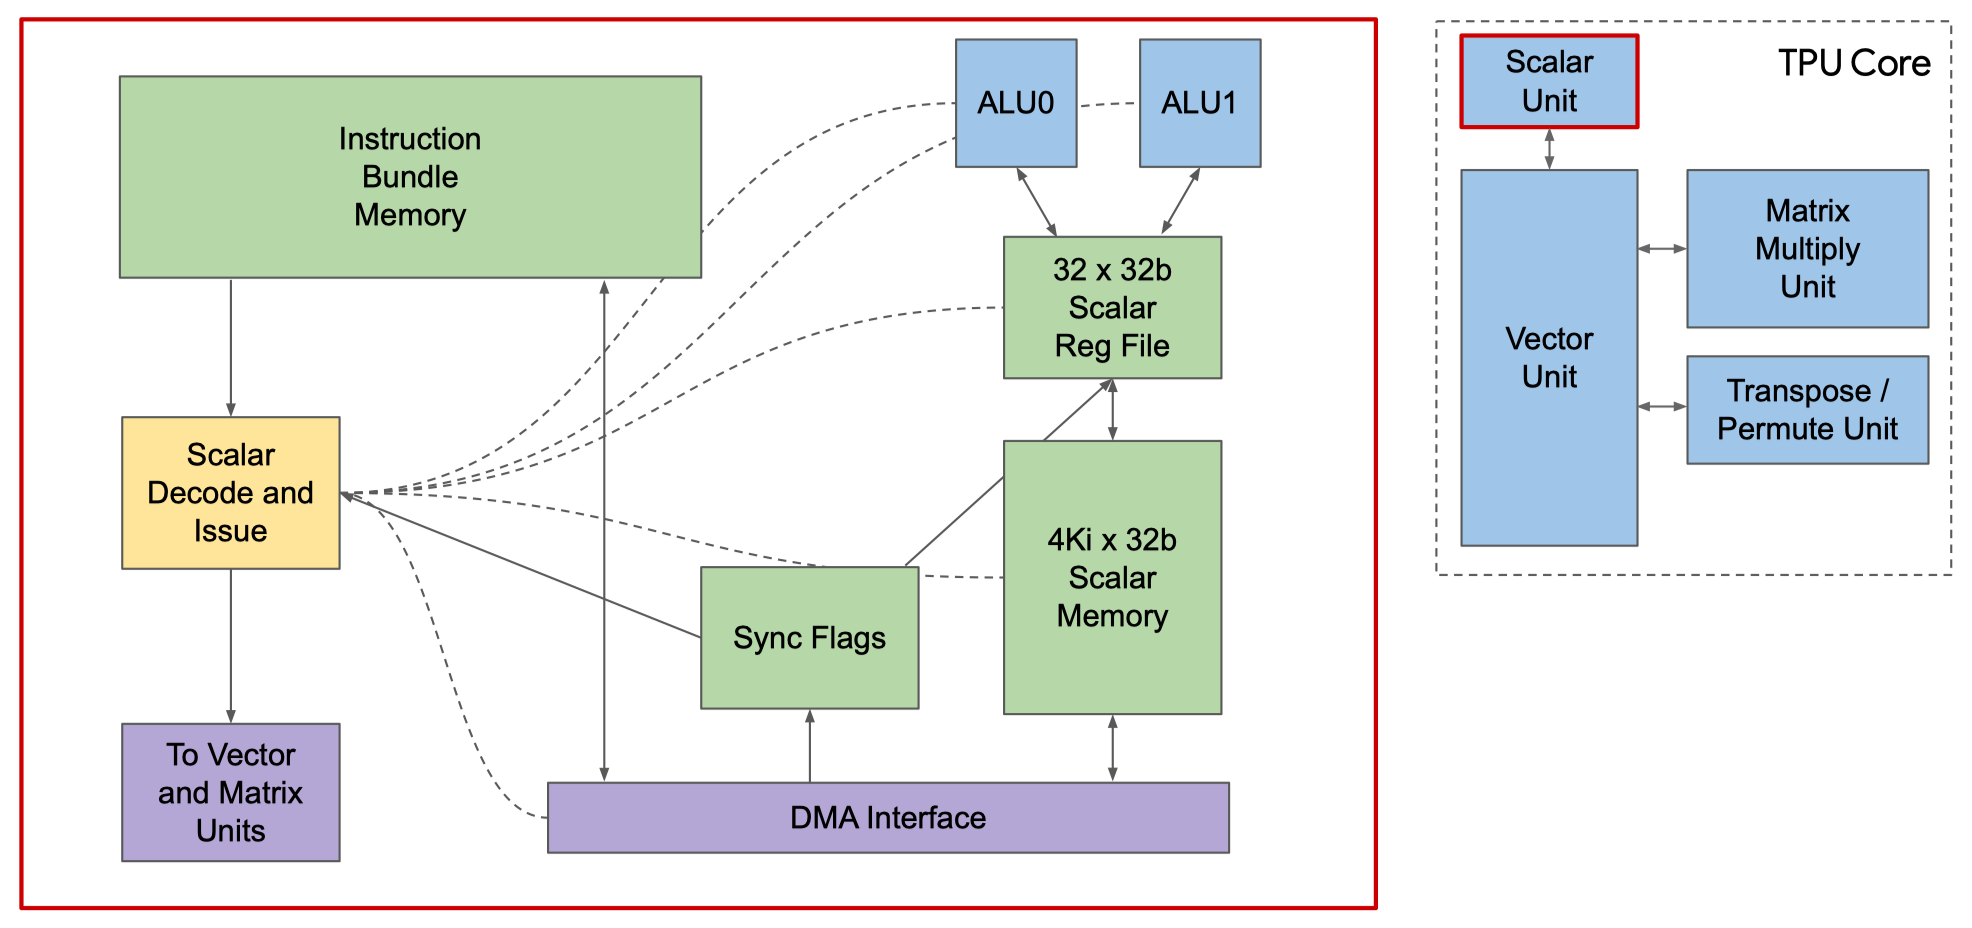 Instruction
Bundle
Memory
ALU0
ALU1
32 x 32b
Scalar
Reg File
Scalar
Decode and
Issue
4Ki x 32b
Scalar
Memory
Sync Flags
To Vector
and Matrix
Units
DMA Interface
TPU Core
Scalar
Unit
Vector
Unit
Matrix
Multiply
Unit
Transpose /
Permute Unit